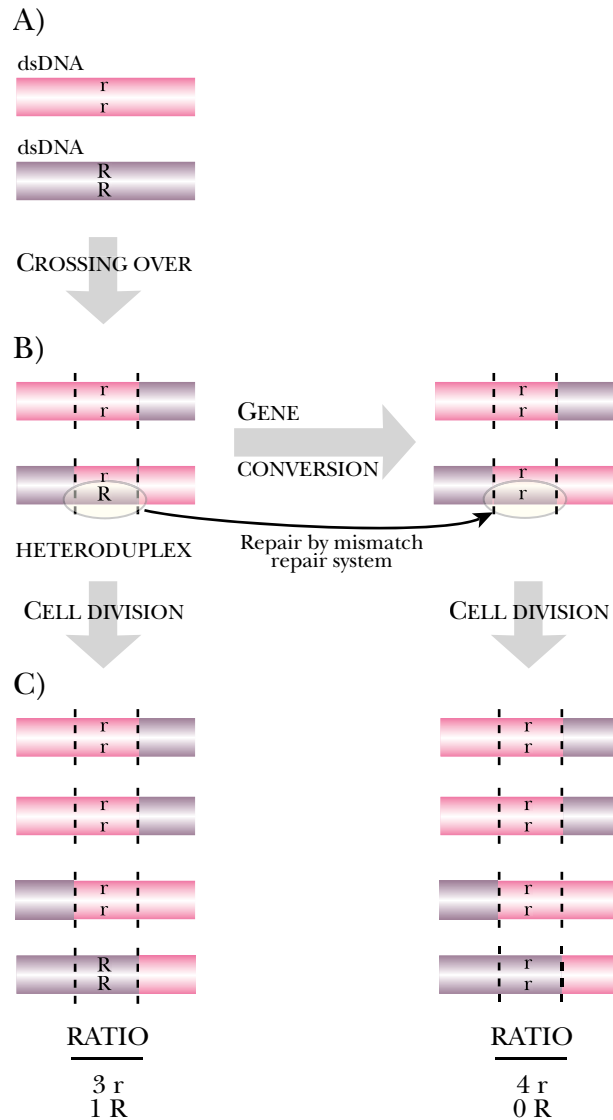 A)
dsDNA
r
r
dsDNA
R
R
CROSSING OVER
B)
r
r
r
R
HETERODUPLEX
GENE
CONVERSION
Repair by mismatch
repair system
r
r
r
r
CELL DIVISION
CELL DIVISION
C)
r
r
r
r
r
r
R
R
RATIO
3 r
1 R
r
r
r
r
r
r
r
r
RATIO
4 r
0 R